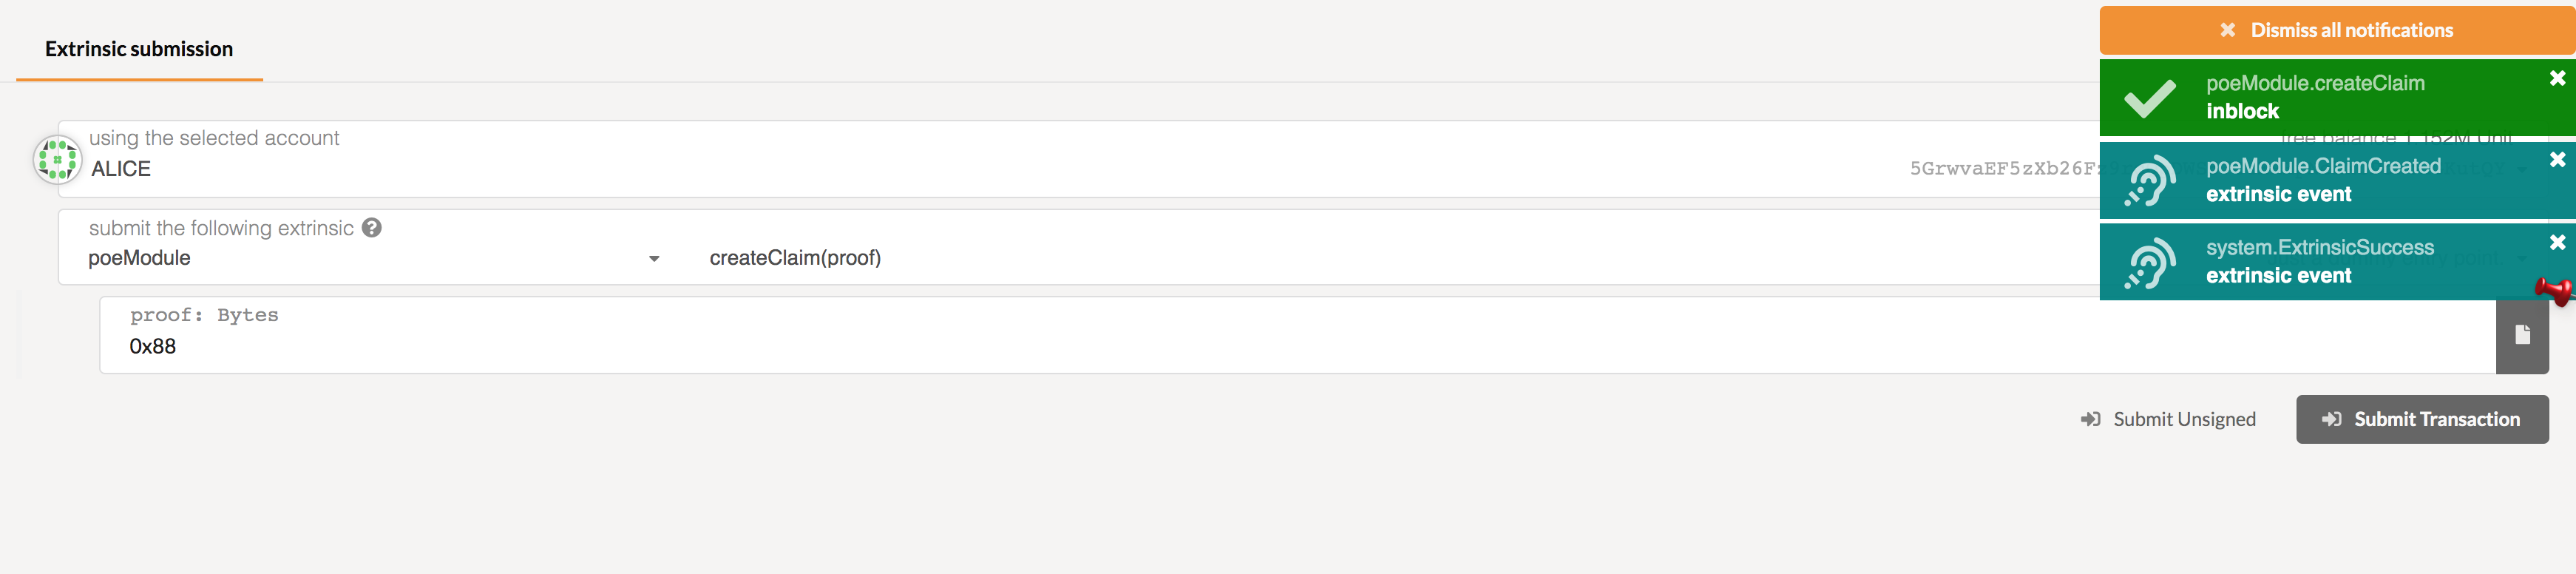 Extrinsic submission
Dismiss all notifications
poeModule.createClaim
inblock
using the selected account
ALICE
5GrwvaEF5zXb26F
poeModule.ClaimCreated
extrinsic event
submit the following extrinsic
poeModule
createClaim(proof)
system.ExtrinsicSuccess
extrinsic event
proof: Bytes
0x88
Submit Unsigned
Submit Transaction